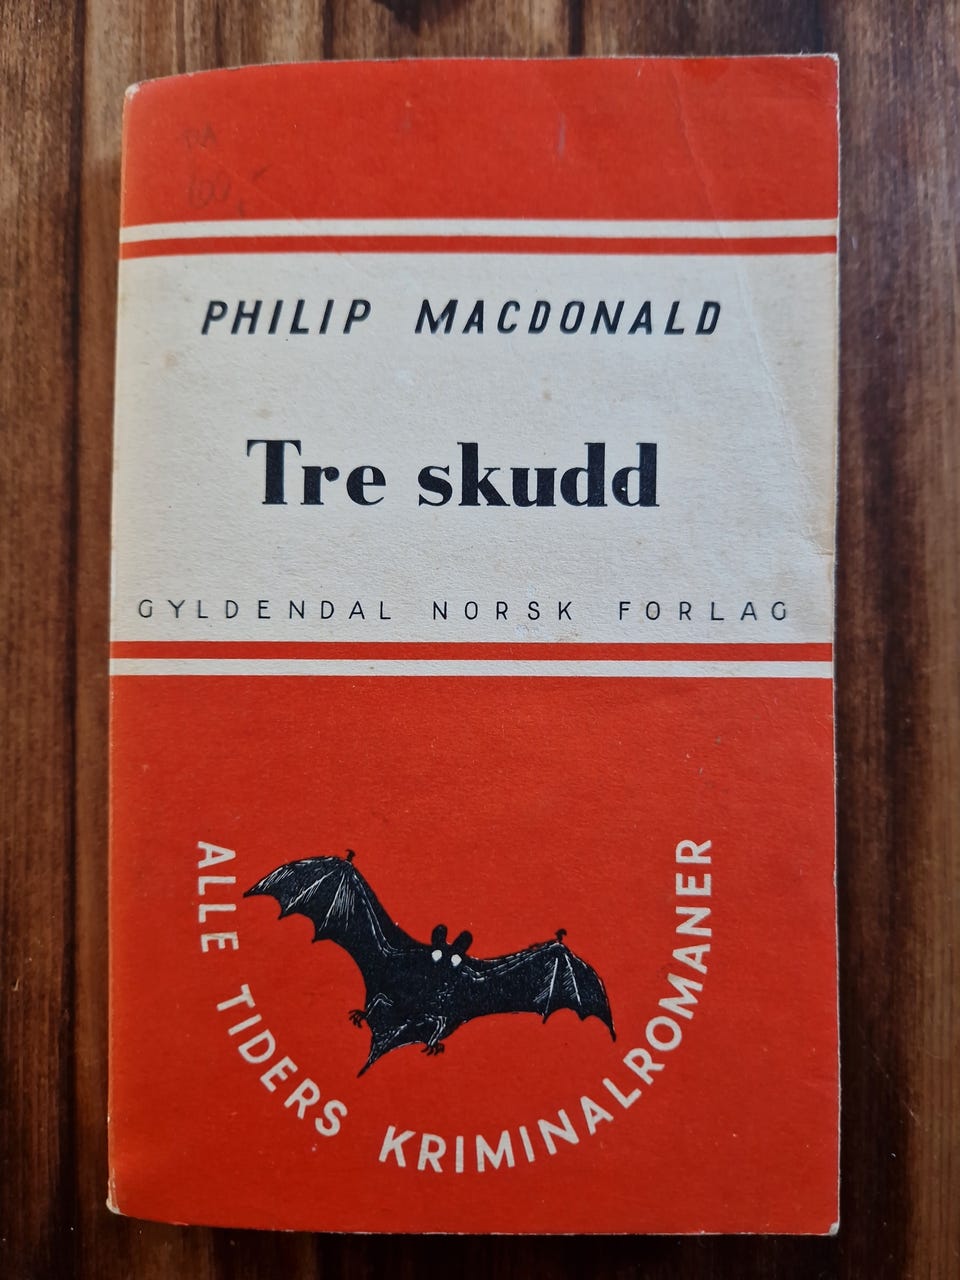 PHILIP MACDONALD
Tre skudd
GYLDENDAL NORSK FORLAG
ALLE TIDERS KRIMINALROMANER